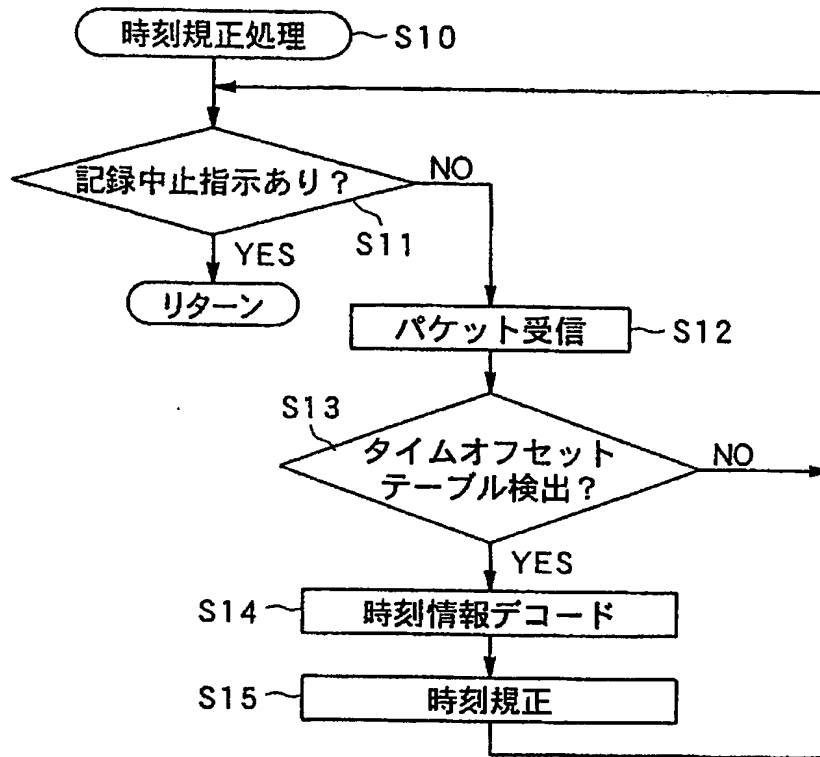 時刻規正処理
S10
記録中止指示あり？
NO
S11
YES
リターン
パケット受信
S12
S13
タイムオフセット
テーブル検出？
NO
YES
S14
時刻情報デコード
S15
時刻規正